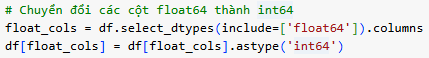 # Chuyển đổi các cột float64 thành int64
float_cols = df.select_dtypes(include=['float64']).columns
df[float_cols] = df[float_cols].astype('int64')